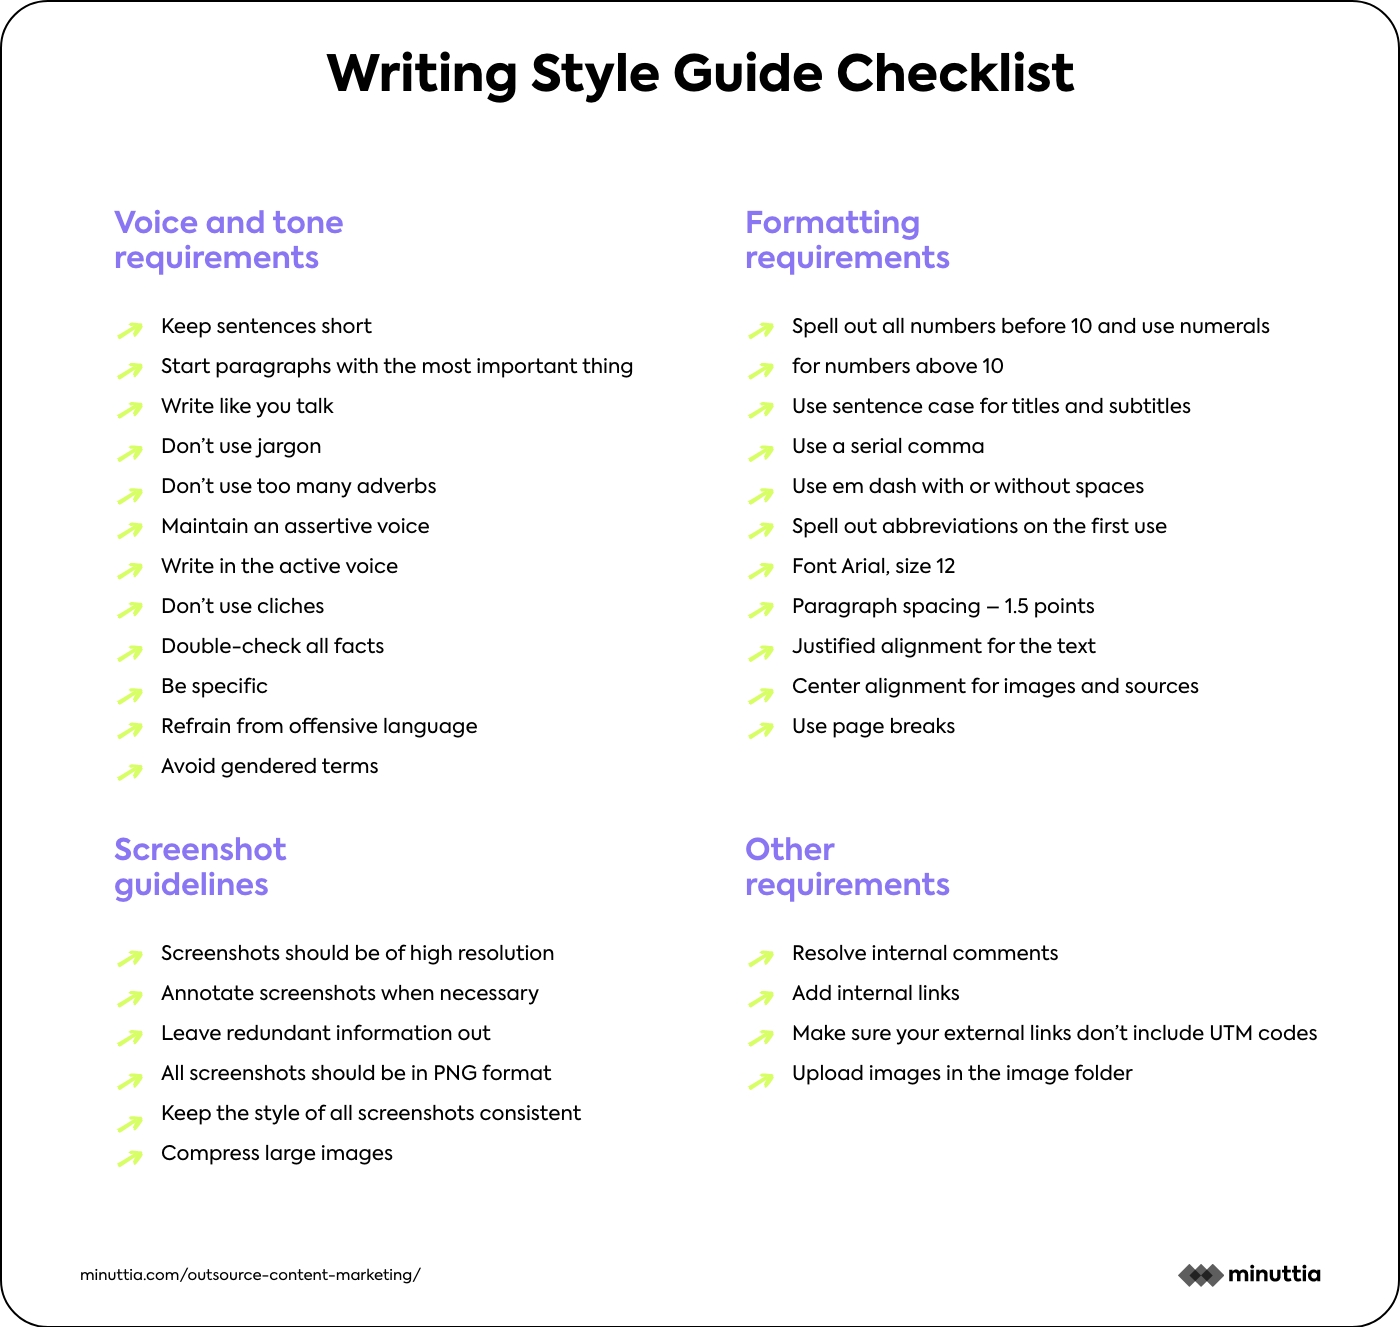 Writing Style Guide Checklist
Voice and tone
requirements
Keep sentences short
Start paragraphs with the most important thing
Write like you talk
Don’t use jargon
Don’t use too many adverbs
Maintain an assertive voice
Write in the active voice
Don’t use cliches
Double-check all facts
Be specific
Refrain from offensive language
Avoid gendered terms
Formatting
requirements
Spell out all numbers before 10 and use numerals
for numbers above 10
Use sentence case for titles and subtitles
Use a serial comma
Use em dash with or without spaces
Spell out abbreviations on the first use
Font Arial, size 12
Paragraph spacing – 1.5 points
Justified alignment for the text
Center alignment for images and sources
Use page breaks
Screenshot
guidelines
Screenshots should be of high resolution
Annotate screenshots when necessary
Leave redundant information out
All screenshots should be in PNG format
Keep the style of all screenshots consistent
Compress large images
Other
requirements
Resolve internal comments
Add internal links
Make sure your external links don’t include UTM codes
Upload images in the image folder
minuttia.com/outsource-content-marketing/
minuttia